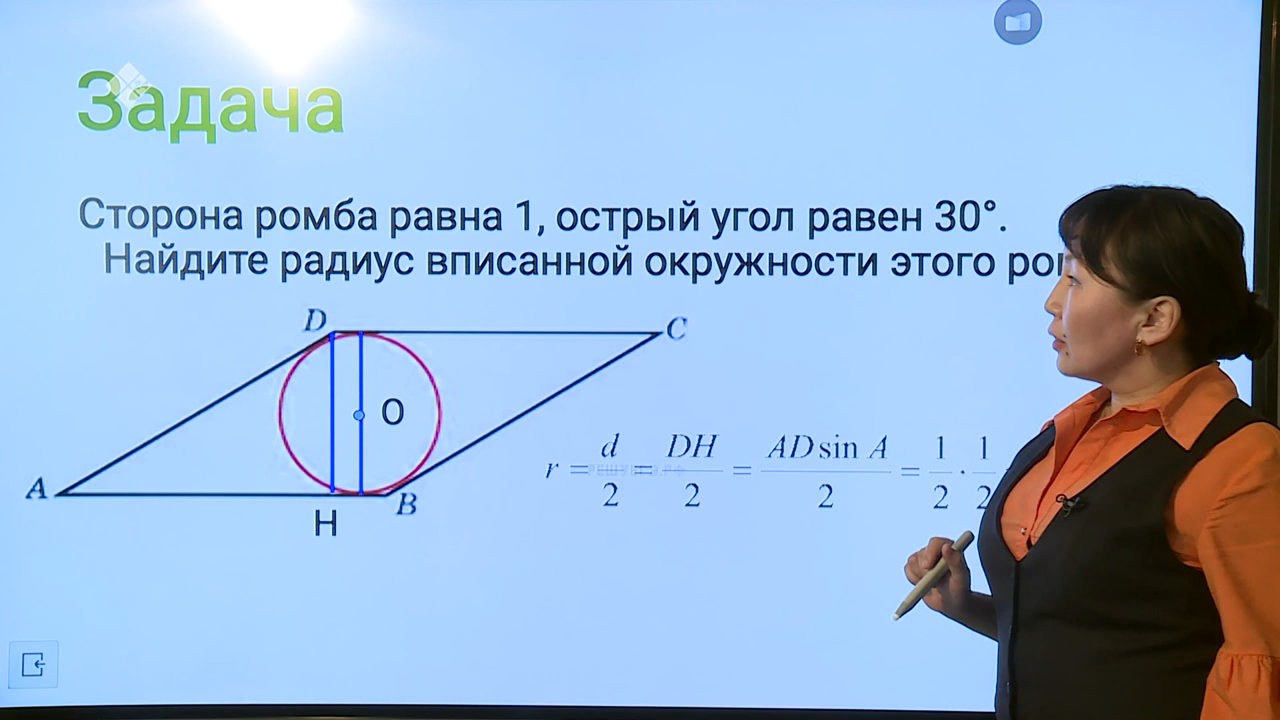 Задача
Сторона ромба равна 1, острый угол равен 30°.
Найдите радиус вписанной окружности этого
D
C
O
A
B
H
r = d/2 = DH/2 = AD sin A/2 = 1/2 · 1/2